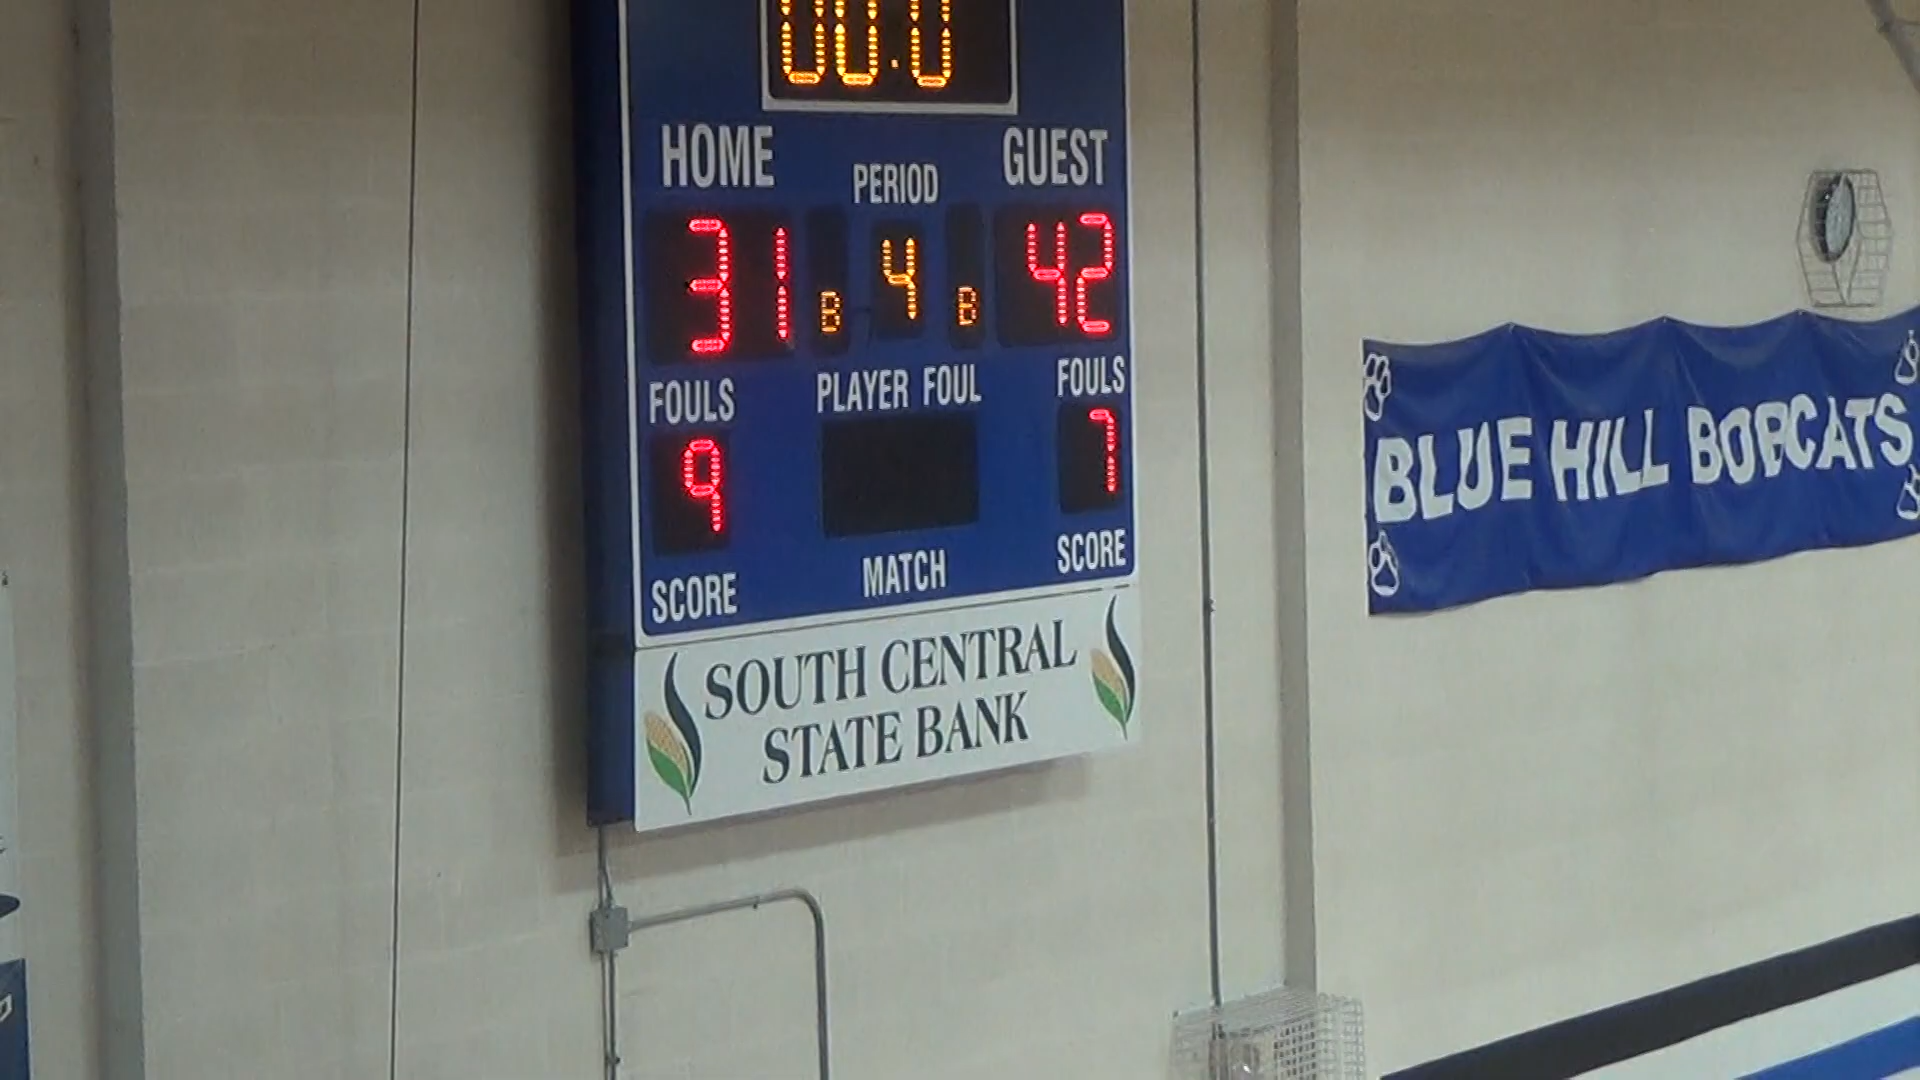 00.0
HOME PERIOD GUEST
31 B 4 B 42
FOULS PLAYER FOUL FOULS
9 7
SCORE MATCH SCORE
SOUTH CENTRAL
STATE BANK
BLUE HILL BOBCATS